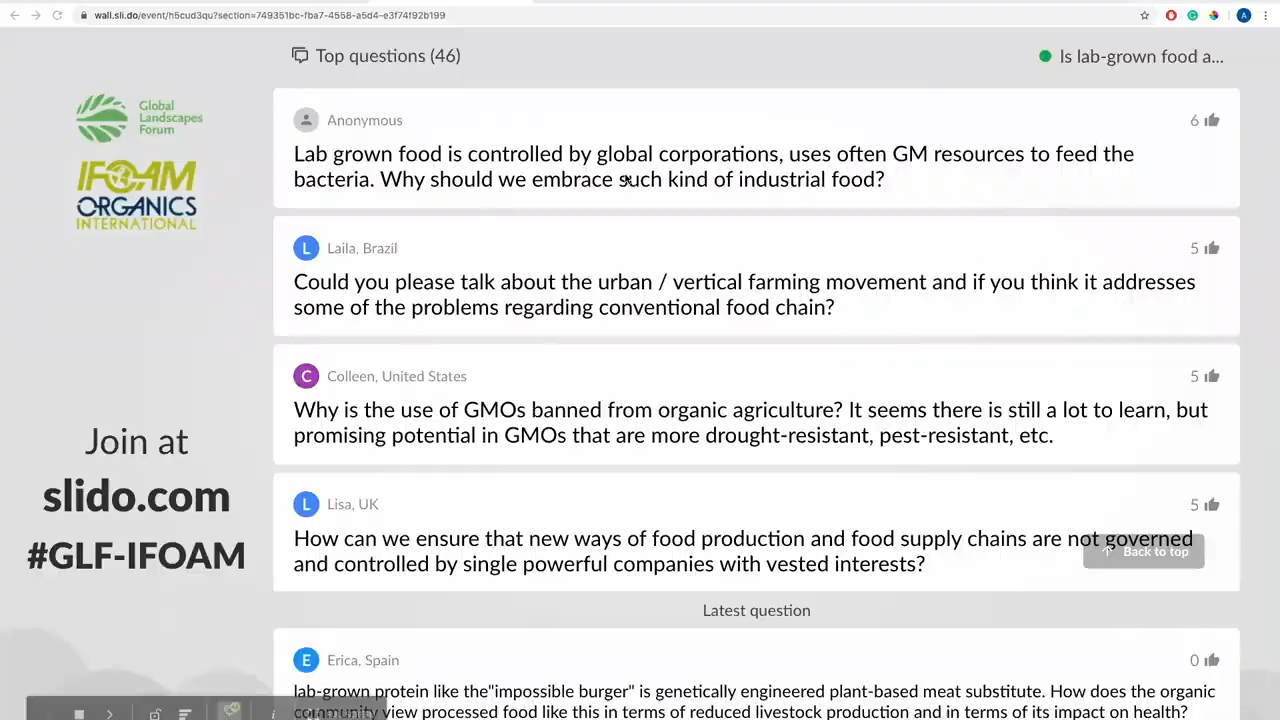 wall.sli.do/event/h5cud3qu?section=749351bc-fba7-4558-a5d4-e3f74f92b199
A
Top questions (46)
Is lab-grown food a...
Global
Landscapes
Forum
IFOAM
ORGANICS
INTERNATIONAL
Join at
slido.com
#GLF-IFOAM
Anonymous
6
Lab grown food is controlled by global corporations, uses often GM resources to feed the
bacteria. Why should we embrace such kind of industrial food?
L Laila, Brazil
5
Could you please talk about the urban / vertical farming movement and if you think it addresses
some of the problems regarding conventional food chain?
C Colleen, United States
5
Why is the use of GMOs banned from organic agriculture? It seems there is still a lot to learn, but
promising potential in GMOs that are more drought-resistant, pest-resistant, etc.
L Lisa, UK
5
How can we ensure that new ways of food production and food supply chains are not governed
and controlled by single powerful companies with vested interests?
Back to top
Latest question
E Erica, Spain
0
lab-grown protein like the"impossible burger" is genetically engineered plant-based meat substitute. How does the organic
community view processed food like this in terms of reduced livestock production and in terms of its impact on health?